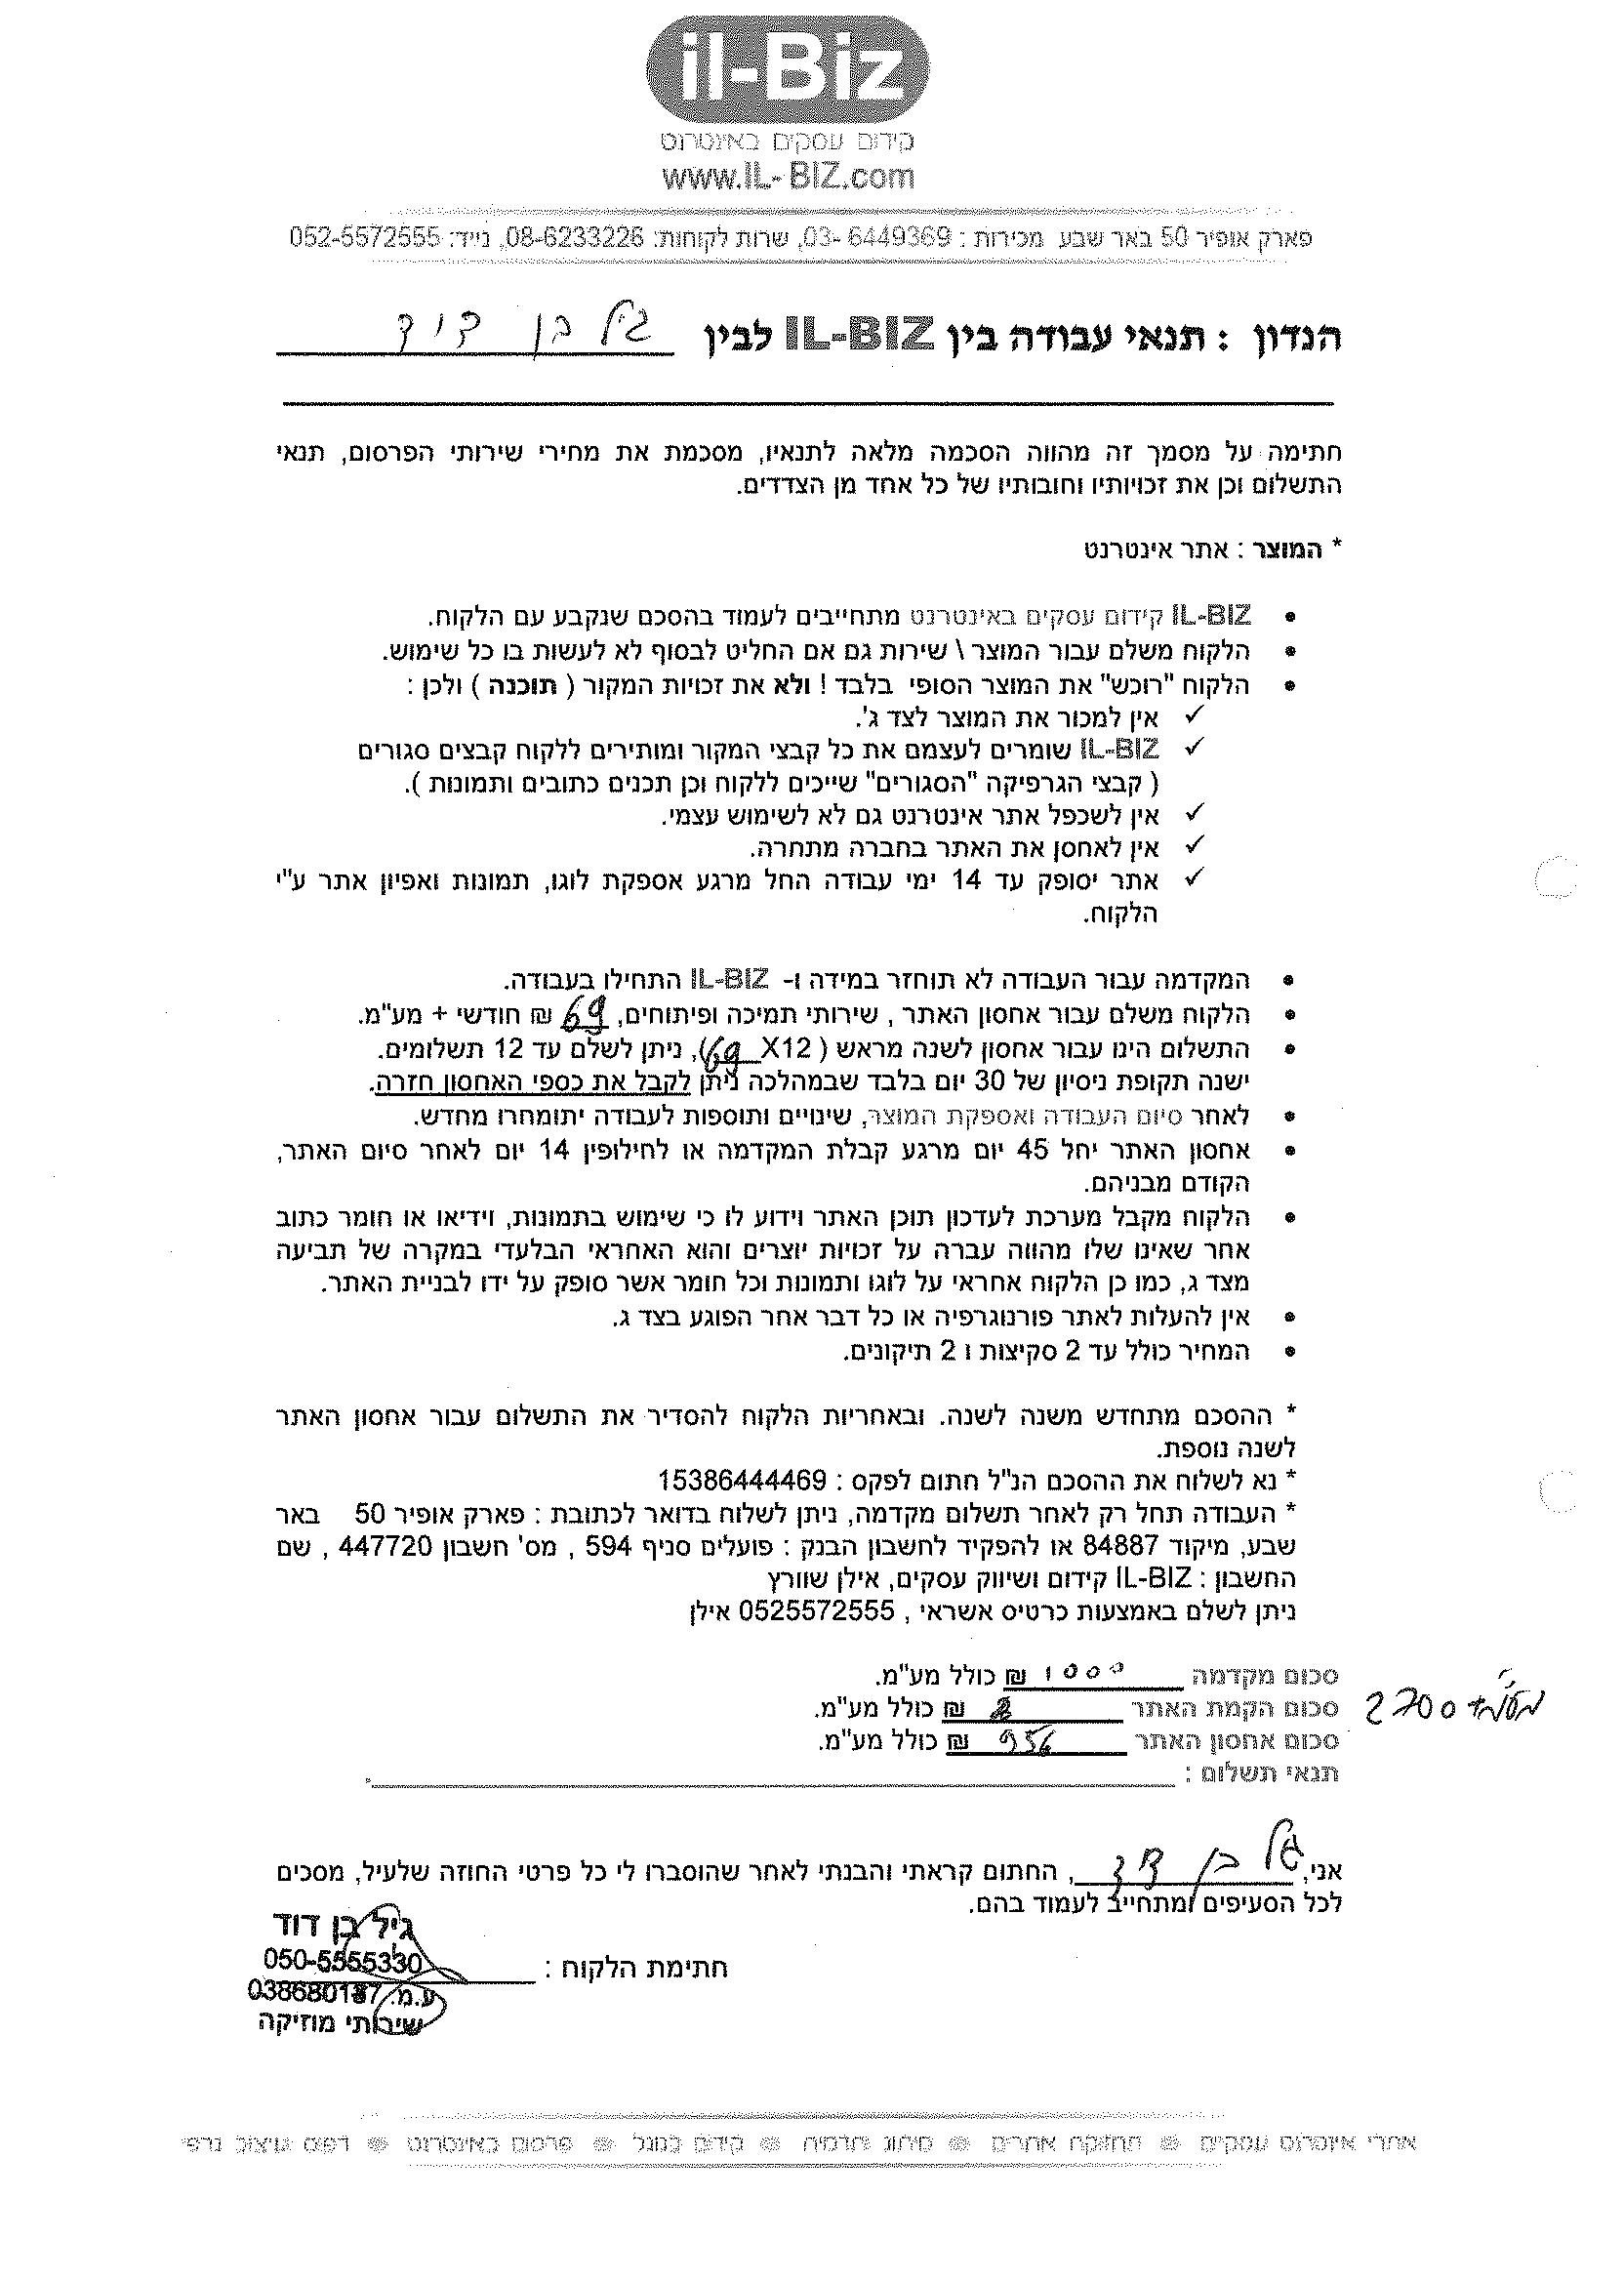 il-Biz
קידום עסקים באינטרנט
www.IL-BIZ.com
פארק אופיר 50 באר שבע מכירות : 6449369 -03, שרות לקוחות: 08-6233226, נייד: 052-5572555
הנדון : תנאי עבודה בין IL-BIZ לבין גיל בן דוד
חתימה על מסמך זה מהווה הסכמה מלאה לתנאיו, מסכמת את מחירי שירותי הפרסום, תנאי
התשלום וכן את זכויותיו וחובותיו של כל אחד מן הצדדים.
* המוצר : אתר אינטרנט
• IL-BIZ קידום עסקים באינטרנט מתחייבים לעמוד בהסכם שנקבע עם הלקוח.
• הלקוח משלם עבור המוצר \ שירות גם אם החליט לבסוף לא לעשות בו כל שימוש.
• הלקוח "רוכש" את המוצר הסופי בלבד ! ולא את זכויות המקור ( תוכנה ) ולכן :
✓ אין למכור את המוצר לצד ג'.
✓ IL-BIZ שומרים לעצמם את כל קבצי המקור ומותירים ללקוח קבצים סגורים
( קבצי הגרפיקה "הסגורים" שייכים ללקוח וכן תכנים כתובים ותמונות ).
✓ אין לשכפל אתר אינטרנט גם לא לשימוש עצמי.
✓ אין לאחסן את האתר בחברה מתחרה.
✓ אתר יסופק עד 14 ימי עבודה החל מרגע אספקת לוגו, תמונות ואפיון אתר ע"י
הלקוח.
• המקדמה עבור העבודה לא תוחזר במידה ו- IL-BIZ התחילו בעבודה.
• הלקוח משלם עבור אחסון האתר , שירותי תמיכה ופיתוחים, 69 ₪ חודשי + מע"מ.
• התשלום הינו עבור אחסון לשנה מראש ( X12 69), ניתן לשלם עד 12 תשלומים.
ישנה תקופת ניסיון של 30 יום בלבד שבמהלכה ניתן לקבל את כספי האחסון חזרה.
• לאחר סיום העבודה ואספקת המוצר, שינויים ותוספות לעבודה יתומחרו מחדש.
• אחסון האתר יחל 45 יום מרגע קבלת המקדמה או לחילופין 14 יום לאחר סיום האתר,
הקודם מבניהם.
• הלקוח מקבל מערכת לעדכון תוכן האתר וידוע לו כי שימוש בתמונות, וידיאו או חומר כתוב
אחר שאינו שלו מהווה עברה על זכויות יוצרים והוא האחראי הבלעדי במקרה של תביעה
מצד ג, כמו כן הלקוח אחראי על לוגו ותמונות וכל חומר אשר סופק על ידו לבניית האתר.
• אין להעלות לאתר פורנוגרפיה או כל דבר אחר הפוגע בצד ג.
• המחיר כולל עד 2 סקיצות ו 2 תיקונים.
* ההסכם מתחדש משנה לשנה. ובאחריות הלקוח להסדיר את התשלום עבור אחסון האתר
לשנה נוספת.
* נא לשלוח את ההסכם הנ"ל חתום לפקס : 15386444469
* העבודה תחל רק לאחר תשלום מקדמה, ניתן לשלוח בדואר לכתובת : פארק אופיר 50 באר
שבע, מיקוד 84887 או להפקיד לחשבון הבנק : פועלים סניף 594 , מס' חשבון 447720 , שם
החשבון : IL-BIZ קידום ושיווק עסקים, אילן שוורץ
ניתן לשלם באמצעות כרטיס אשראי , 0525572555 אילן
סכום מקדמה 1000 ₪ כולל מע"מ.
2700 + מע"מ סכום הקמת האתר ₪ כולל מע"מ.
סכום אחסון האתר 956 ₪ כולל מע"מ.
תנאי תשלום :
אני, גיל בן דוד, החתום קראתי והבנתי לאחר שהוסברו לי כל פרטי החוזה שלעיל, מסכים
לכל הסעיפים ומתחייב לעמוד בהם.
חתימת הלקוח :
גיל בן דוד
050-5555330
ע.מ. 038680187
שירותי מוזיקה
אתרי אינטרנט עסקיים • תחזוקת אתרים • מיתוג ותדמית • קידום בגוגל • פרסום באינטרנט • דפוס ועיצוב גרפי